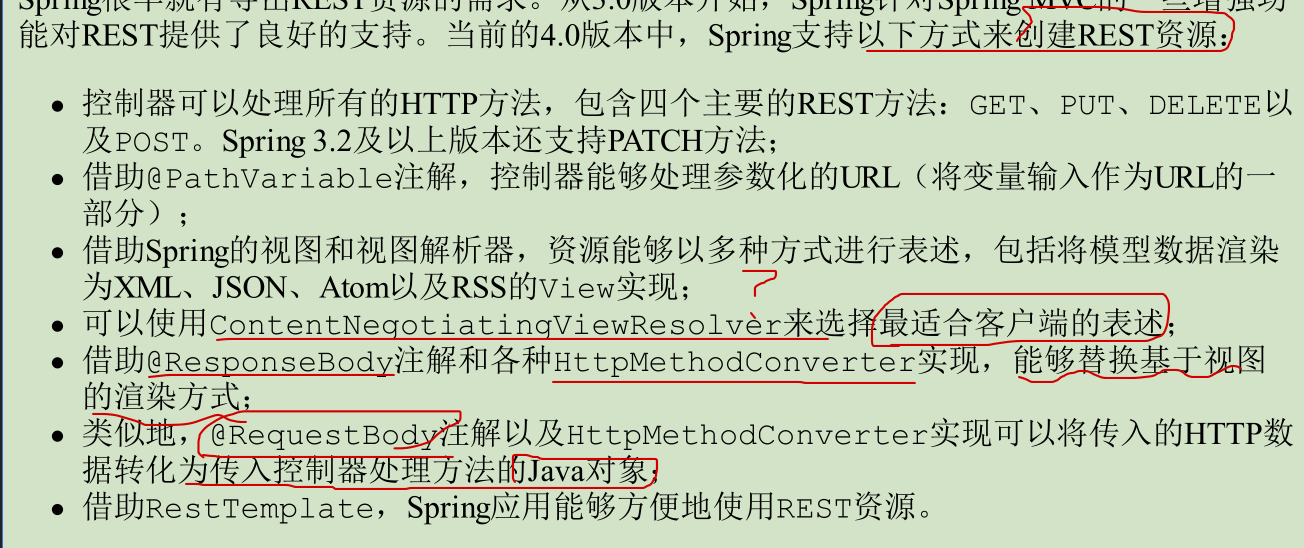 Spring很早就有导出REST资源的需求。从3.0版本开始，Spring针对Spring MVC的一些增强功
能对REST提供了良好的支持。当前的4.0版本中，Spring支持以下方式来创建REST资源：
● 控制器可以处理所有的HTTP方法，包含四个主要的REST方法：GET、PUT、DELETE以
及POST。Spring 3.2及以上版本还支持PATCH方法；
● 借助@PathVariable注解，控制器能够处理参数化的URL（将变量输入作为URL的一
部分）；
● 借助Spring的视图和视图解析器，资源能够以多种方式进行表述，包括将模型数据渲染
为XML、JSON、Atom以及RSS的View实现；
?
● 可以使用ContentNegotiatingViewResolver来选择最适合客户端的表述；
● 借助@ResponseBody注解和各种HttpMethodConverter实现，能够替换基于视图
的渲染方式；
● 类似地，@RequestBody注解以及HttpMethodConverter实现可以将传入的HTTP数
据转化为传入控制器处理方法的Java对象；
● 借助RestTemplate，Spring应用能够方便地使用REST资源。